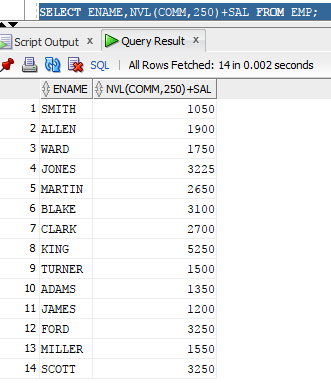 SELECT ENAME,NVL(COMM,250)+SAL FROM EMP;
Script Output x Query Result x
SQL | All Rows Fetched: 14 in 0.002 seconds
ENAME NVL(COMM,250)+SAL
1 SMITH 1050
2 ALLEN 1900
3 WARD 1750
4 JONES 3225
5 MARTIN 2650
6 BLAKE 3100
7 CLARK 2700
8 KING 5250
9 TURNER 1500
10 ADAMS 1350
11 JAMES 1200
12 FORD 3250
13 MILLER 1550
14 SCOTT 3250